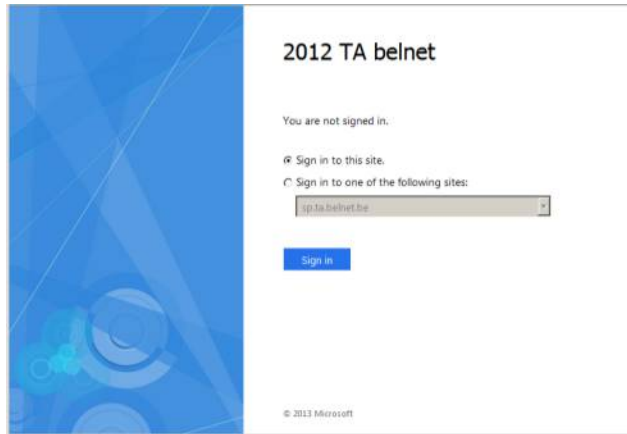 2012 TA belnet
You are not signed in.
Sign in to this site.
Sign in to one of the following sites:
sp.ta.belnet.be
Sign in
© 2013 Microsoft